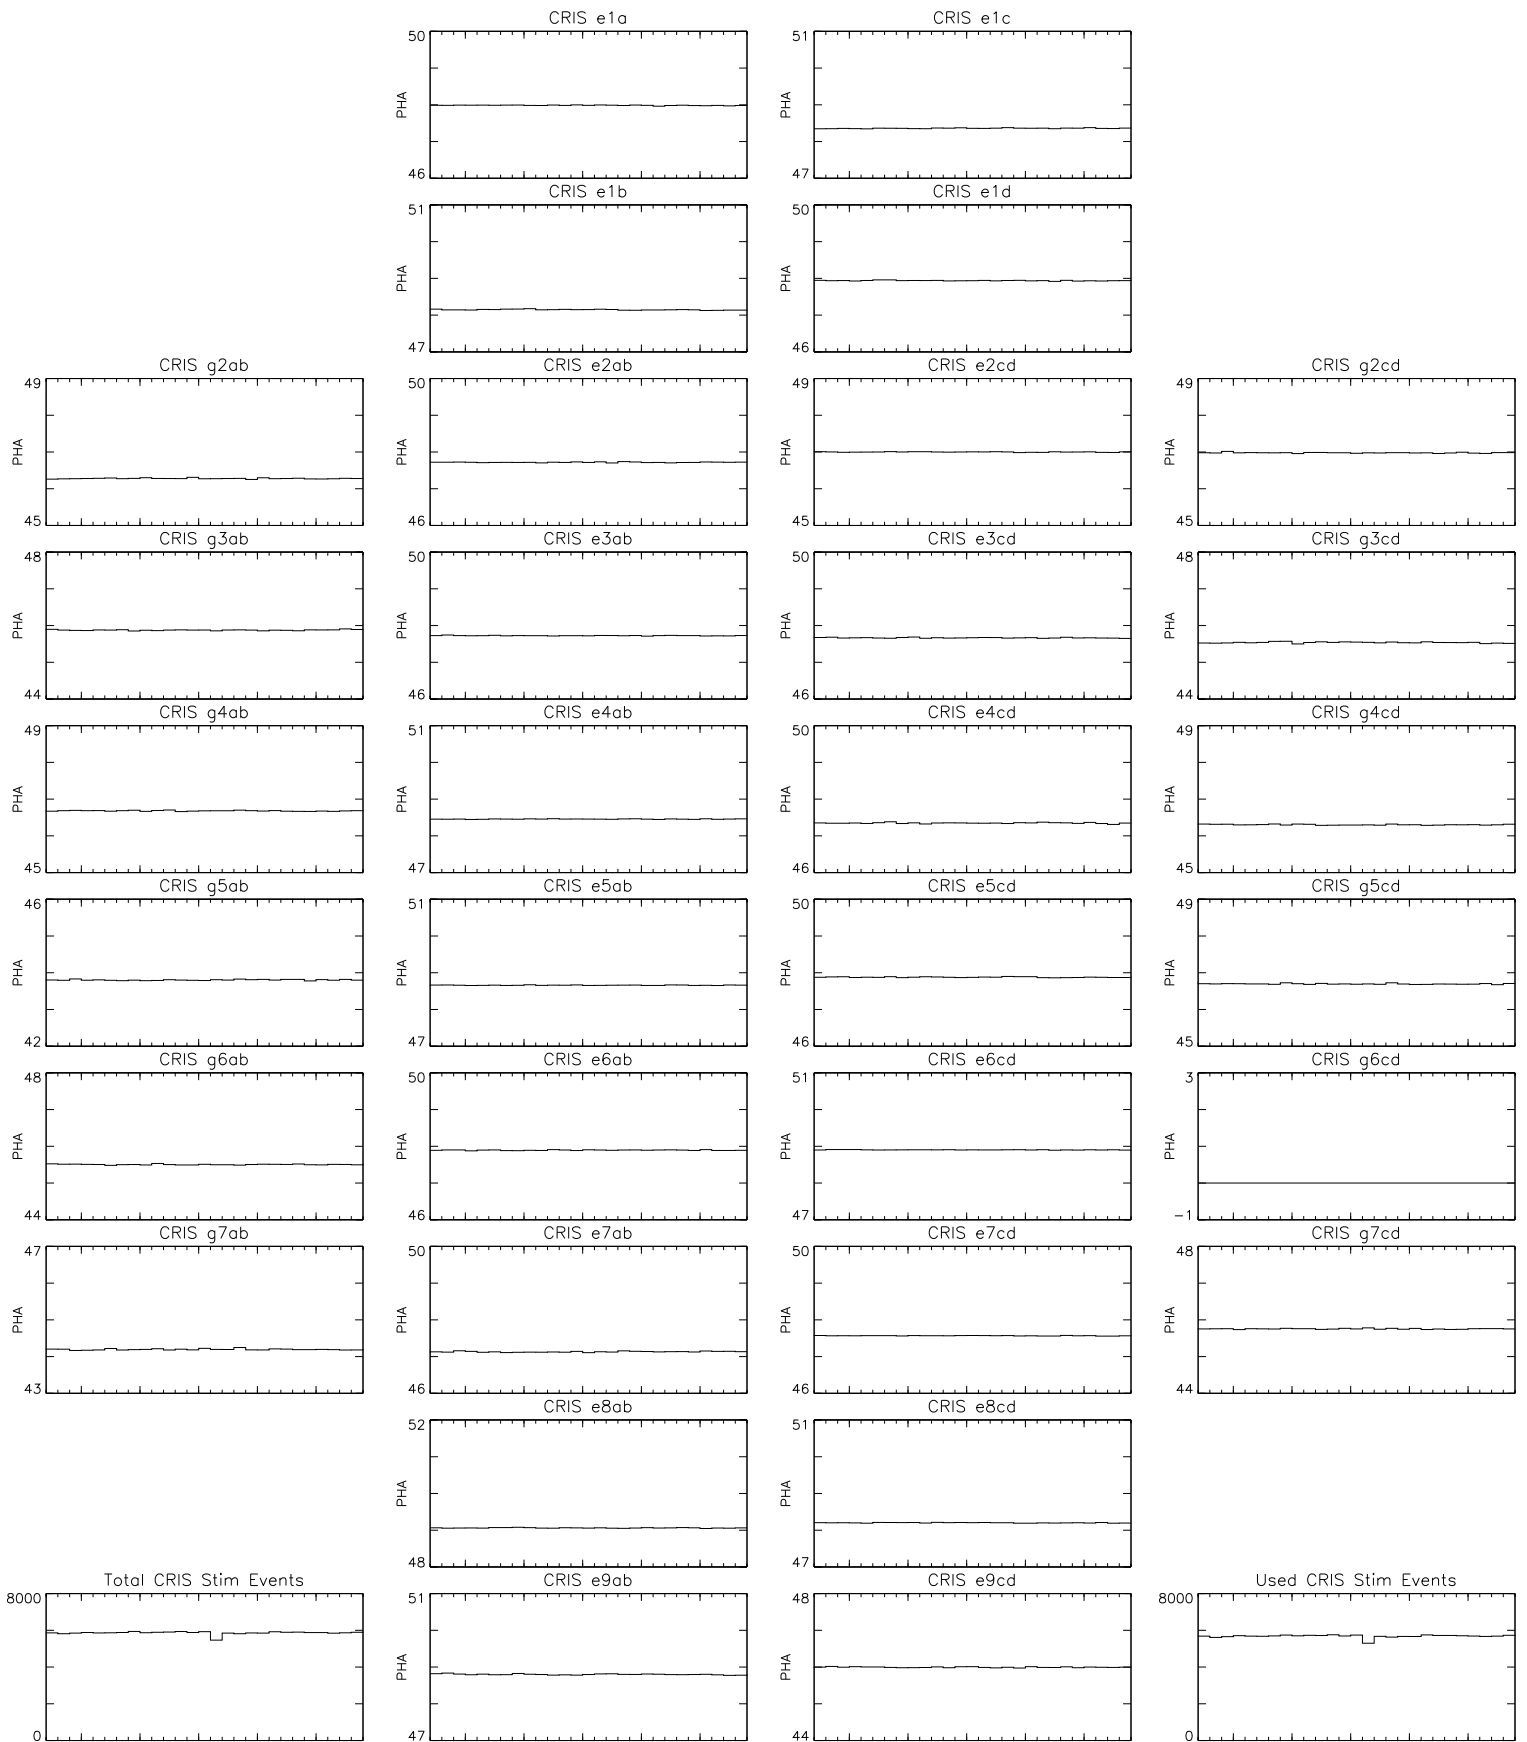 CRIS e1a
50
PHA
46
CRIS e1c
51
PHA
47
CRIS e1b
51
PHA
47
CRIS e1d
50
PHA
46
CRIS g2ab
49
PHA
45
CRIS e2ab
50
PHA
46
CRIS e2cd
49
PHA
45
CRIS g2cd
49
PHA
45
CRIS g3ab
48
PHA
44
CRIS e3ab
50
PHA
46
CRIS e3cd
50
PHA
46
CRIS g3cd
48
PHA
44
CRIS g4ab
49
PHA
45
CRIS e4ab
51
PHA
47
CRIS e4cd
50
PHA
46
CRIS g4cd
49
PHA
45
CRIS g5ab
46
PHA
42
CRIS e5ab
51
PHA
47
CRIS e5cd
50
PHA
46
CRIS g5cd
49
PHA
45
CRIS g6ab
48
PHA
44
CRIS e6ab
50
PHA
46
CRIS e6cd
51
PHA
47
CRIS g6cd
3
PHA
-1
CRIS g7ab
47
PHA
43
CRIS e7ab
50
PHA
46
CRIS e7cd
50
PHA
46
CRIS g7cd
48
PHA
44
CRIS e8ab
52
PHA
48
CRIS e8cd
51
PHA
47
Total CRIS Stim Events
8000
0
CRIS e9ab
51
PHA
47
CRIS e9cd
48
PHA
44
Used CRIS Stim Events
8000
0